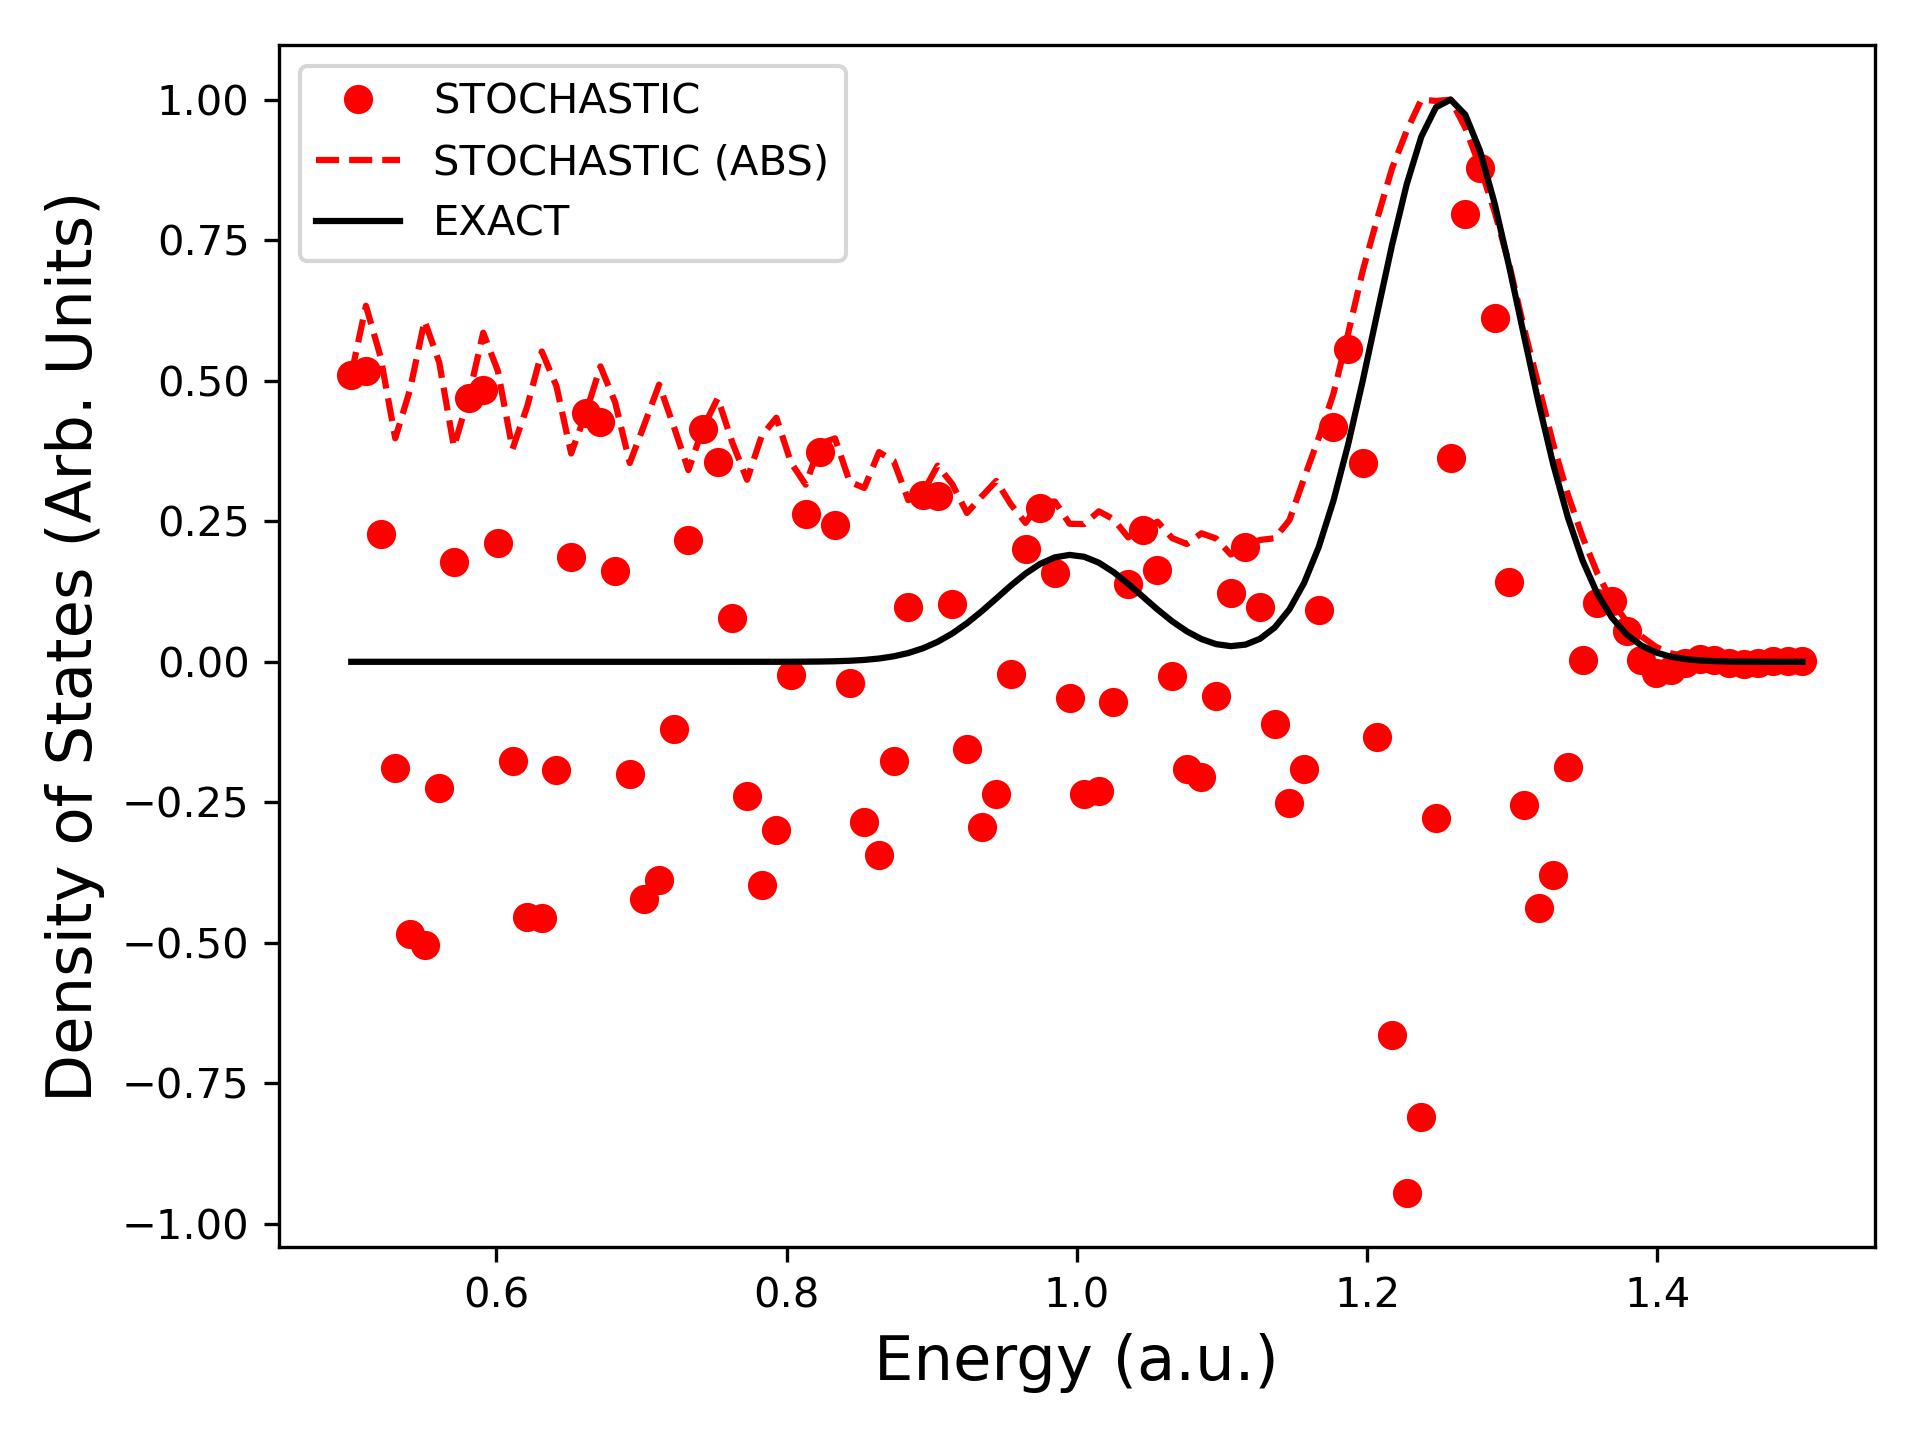 STOCHASTIC
STOCHASTIC (ABS)
EXACT
Density of States (Arb. Units)
1.00
0.75
0.50
0.25
0.00
−0.25
−0.50
−0.75
−1.00
0.6 0.8 1.0 1.2 1.4
Energy (a.u.)